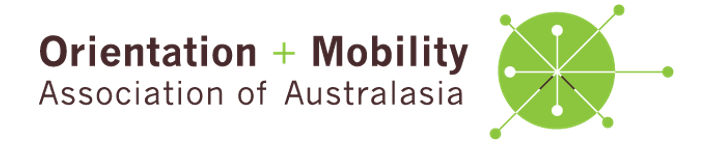 Orientation + Mobility
Association of Australasia